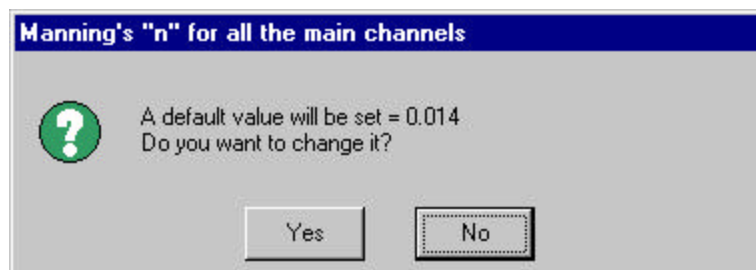 Manning's "n" for all the main channels
A default value will be set = 0.014
Do you want to change it?
Yes
No